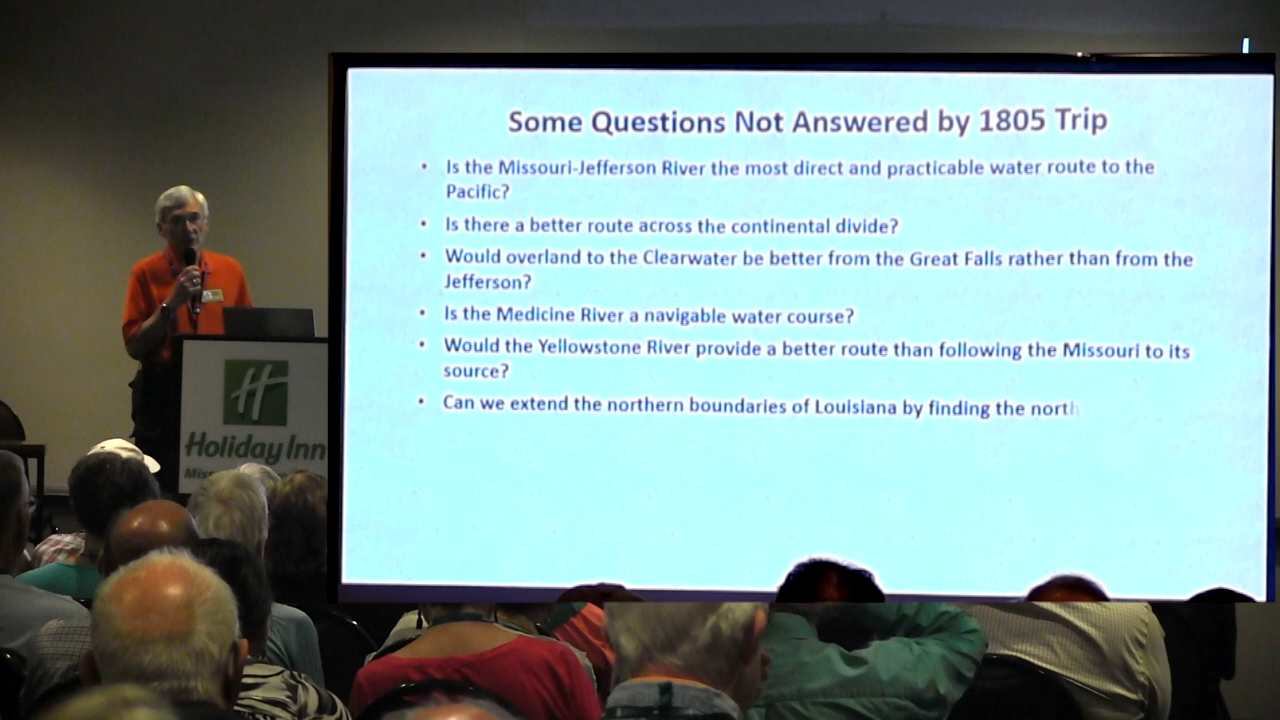 Some Questions Not Answered by 1805 Trip
• Is the Missouri-Jefferson River the most direct and practicable water route to the
Pacific?
• Is there a better route across the continental divide?
• Would overland to the Clearwater be better from the Great Falls rather than from the
Jefferson?
• Is the Medicine River a navigable water course?
• Would the Yellowstone River provide a better route than following the Missouri to its
source?
• Can we extend the northern boundaries of Louisiana by finding the north
H
Holiday Inn